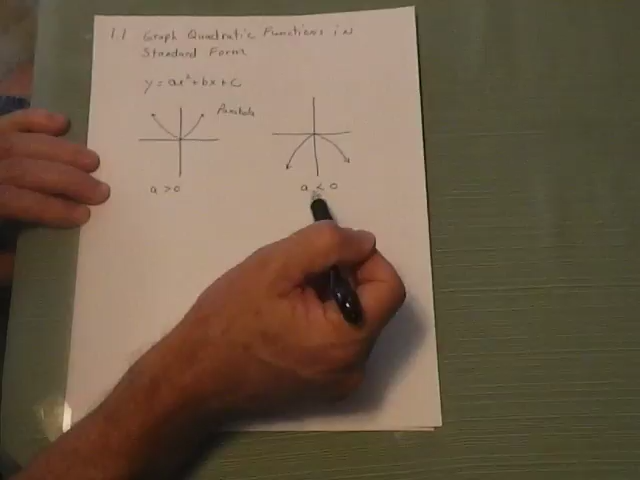 1.1 Graph Quadratic Functions in
Standard Form
y = ax² + bx + c
Parabola
a > 0
a < 0